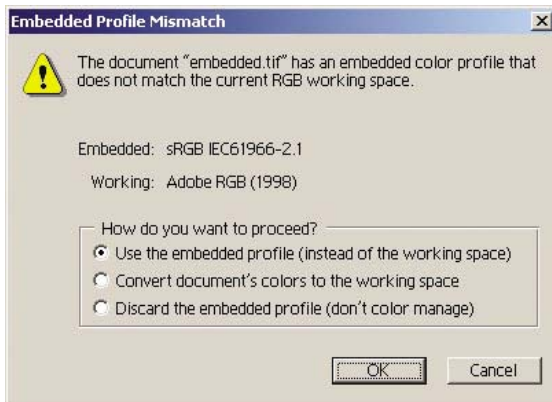 Embedded Profile Mismatch
The document “embedded.tif” has an embedded color profile that
does not match the current RGB working space.
Embedded: sRGB IEC61966-2.1
Working: Adobe RGB (1998)
How do you want to proceed?
Use the embedded profile (instead of the working space)
Convert document's colors to the working space
Discard the embedded profile (don't color manage)
OK Cancel